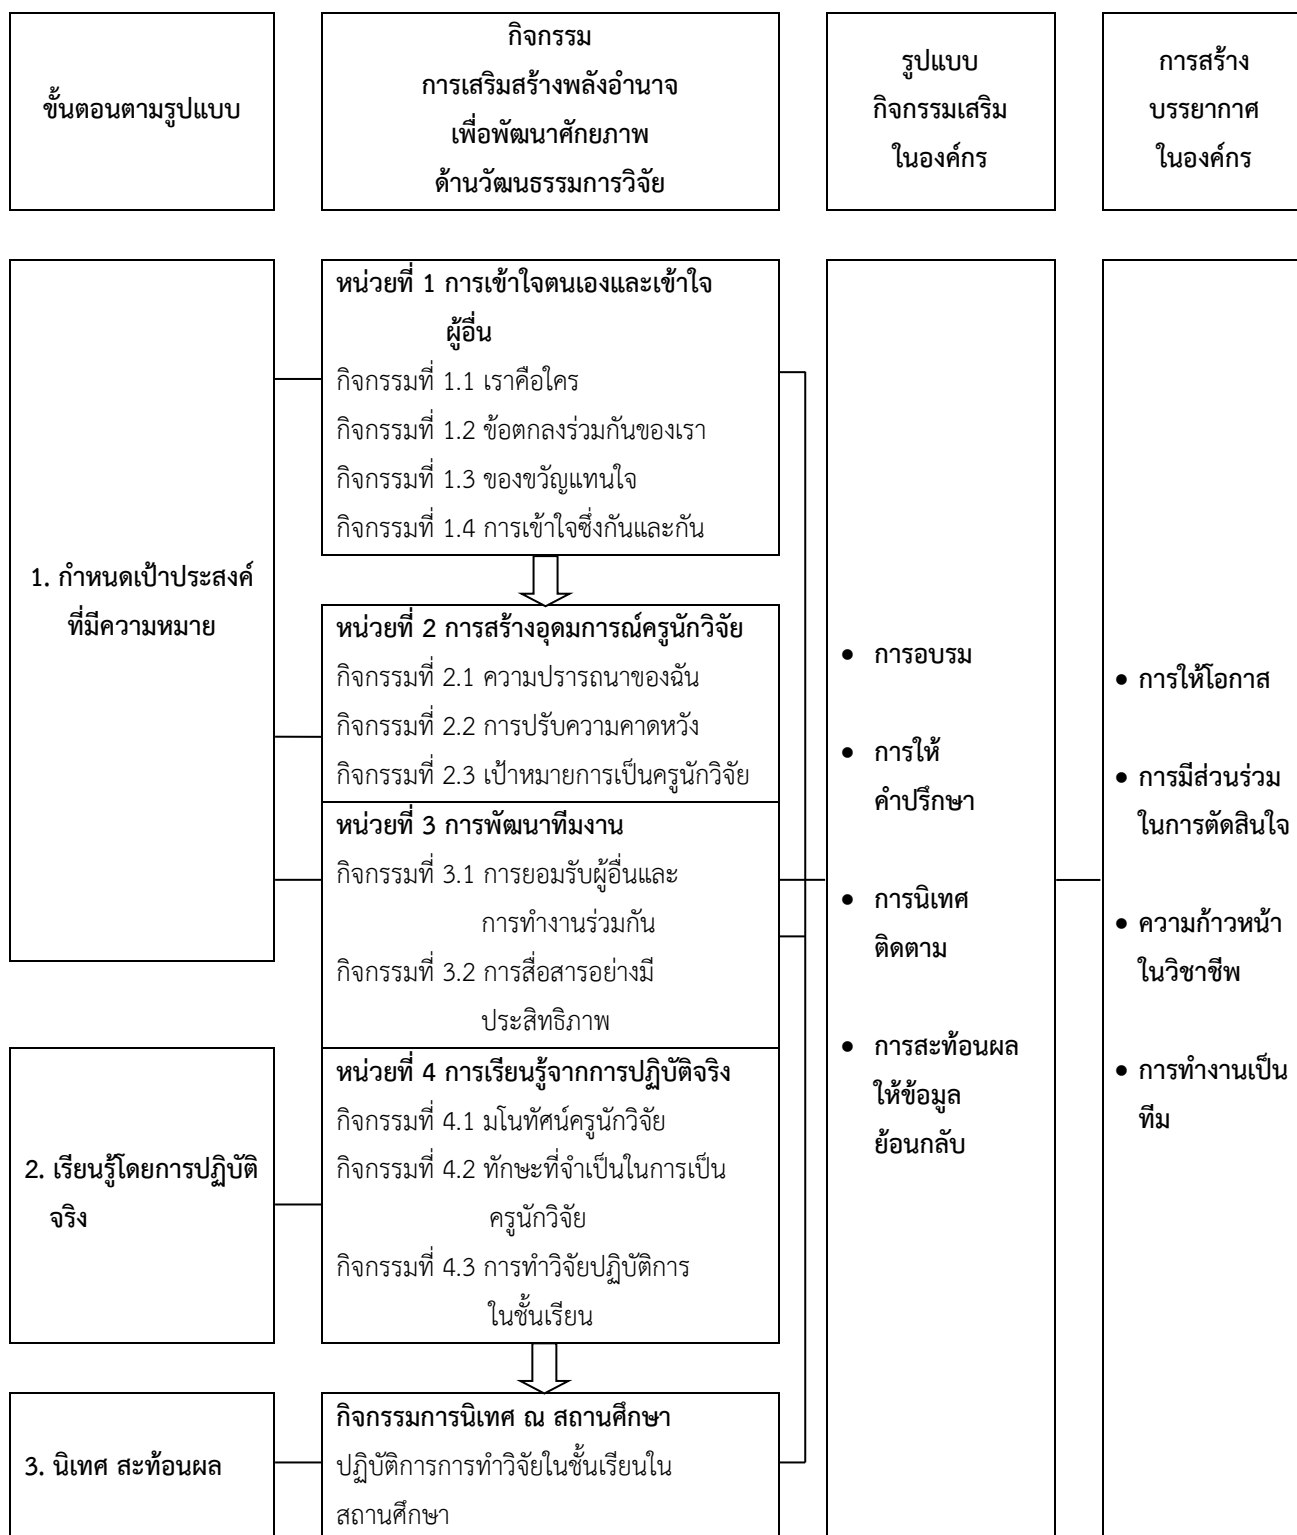 ขั้นตอนตามรูปแบบ
กิจกรรม
การเสริมสร้างพลังอำนาจ
เพื่อพัฒนาศักยภาพ
ด้านวัฒนธรรมการวิจัย
รูปแบบ
กิจกรรมเสริม
ในองค์กร
การสร้าง
บรรยากาศ
ในองค์กร
1. กำหนดเป้าประสงค์
ที่มีความหมาย
หน่วยที่ 1 การเข้าใจตนเองและเข้าใจ
ผู้อื่น
กิจกรรมที่ 1.1 เราคือใคร
กิจกรรมที่ 1.2 ข้อตกลงร่วมกันของเรา
กิจกรรมที่ 1.3 ของขวัญแทนใจ
กิจกรรมที่ 1.4 การเข้าใจซึ่งกันและกัน
หน่วยที่ 2 การสร้างอุดมการณ์ครูนักวิจัย
กิจกรรมที่ 2.1 ความปรารถนาของฉัน
กิจกรรมที่ 2.2 การปรับความคาดหวัง
กิจกรรมที่ 2.3 เป้าหมายการเป็นครูนักวิจัย
หน่วยที่ 3 การพัฒนาทีมงาน
กิจกรรมที่ 3.1 การยอมรับผู้อื่นและ
การทำงานร่วมกัน
กิจกรรมที่ 3.2 การสื่อสารอย่างมี
ประสิทธิภาพ
2. เรียนรู้โดยการปฏิบัติ
จริง
หน่วยที่ 4 การเรียนรู้จากการปฏิบัติจริง
กิจกรรมที่ 4.1 มโนทัศน์ครูนักวิจัย
กิจกรรมที่ 4.2 ทักษะที่จำเป็นในการเป็น
ครูนักวิจัย
กิจกรรมที่ 4.3 การทำวิจัยปฏิบัติการ
ในชั้นเรียน
3. นิเทศ สะท้อนผล
กิจกรรมการนิเทศ ณ สถานศึกษา
ปฏิบัติการการทำวิจัยในชั้นเรียนใน
สถานศึกษา
• การอบรม
• การให้
คำปรึกษา
• การนิเทศ
ติดตาม
• การสะท้อนผล
ให้ข้อมูล
ย้อนกลับ
• การให้โอกาส
• การมีส่วนร่วม
ในการตัดสินใจ
• ความก้าวหน้า
ในวิชาชีพ
• การทำงานเป็น
ทีม